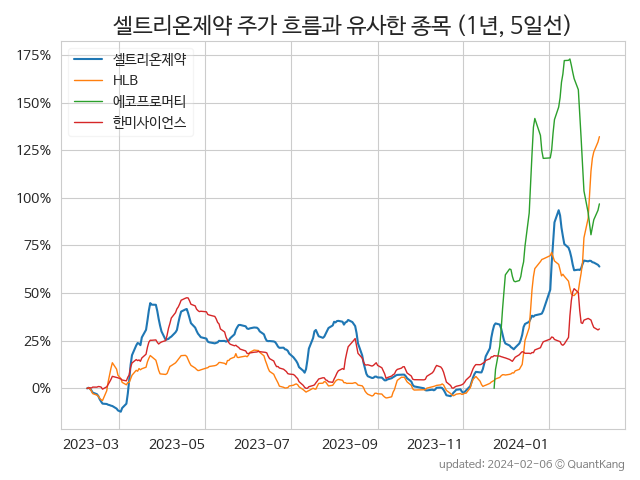 셀트리온제약 주가 흐름과 유사한 종목 (1년, 5일선)
셀트리온제약
HLB
에코프로머티
한미사이언스
175%
150%
125%
100%
75%
50%
25%
0%
2023-03 2023-05 2023-07 2023-09 2023-11 2024-01
updated: 2024-02-06 © QuantKang